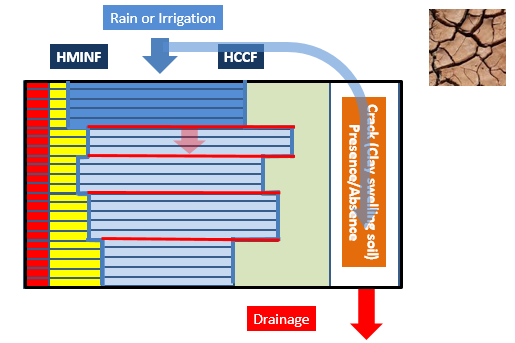 Rain or Irrigation
HMINF
HCCF
Crack (Clay swelling soil)
Presence/Absence
Drainage